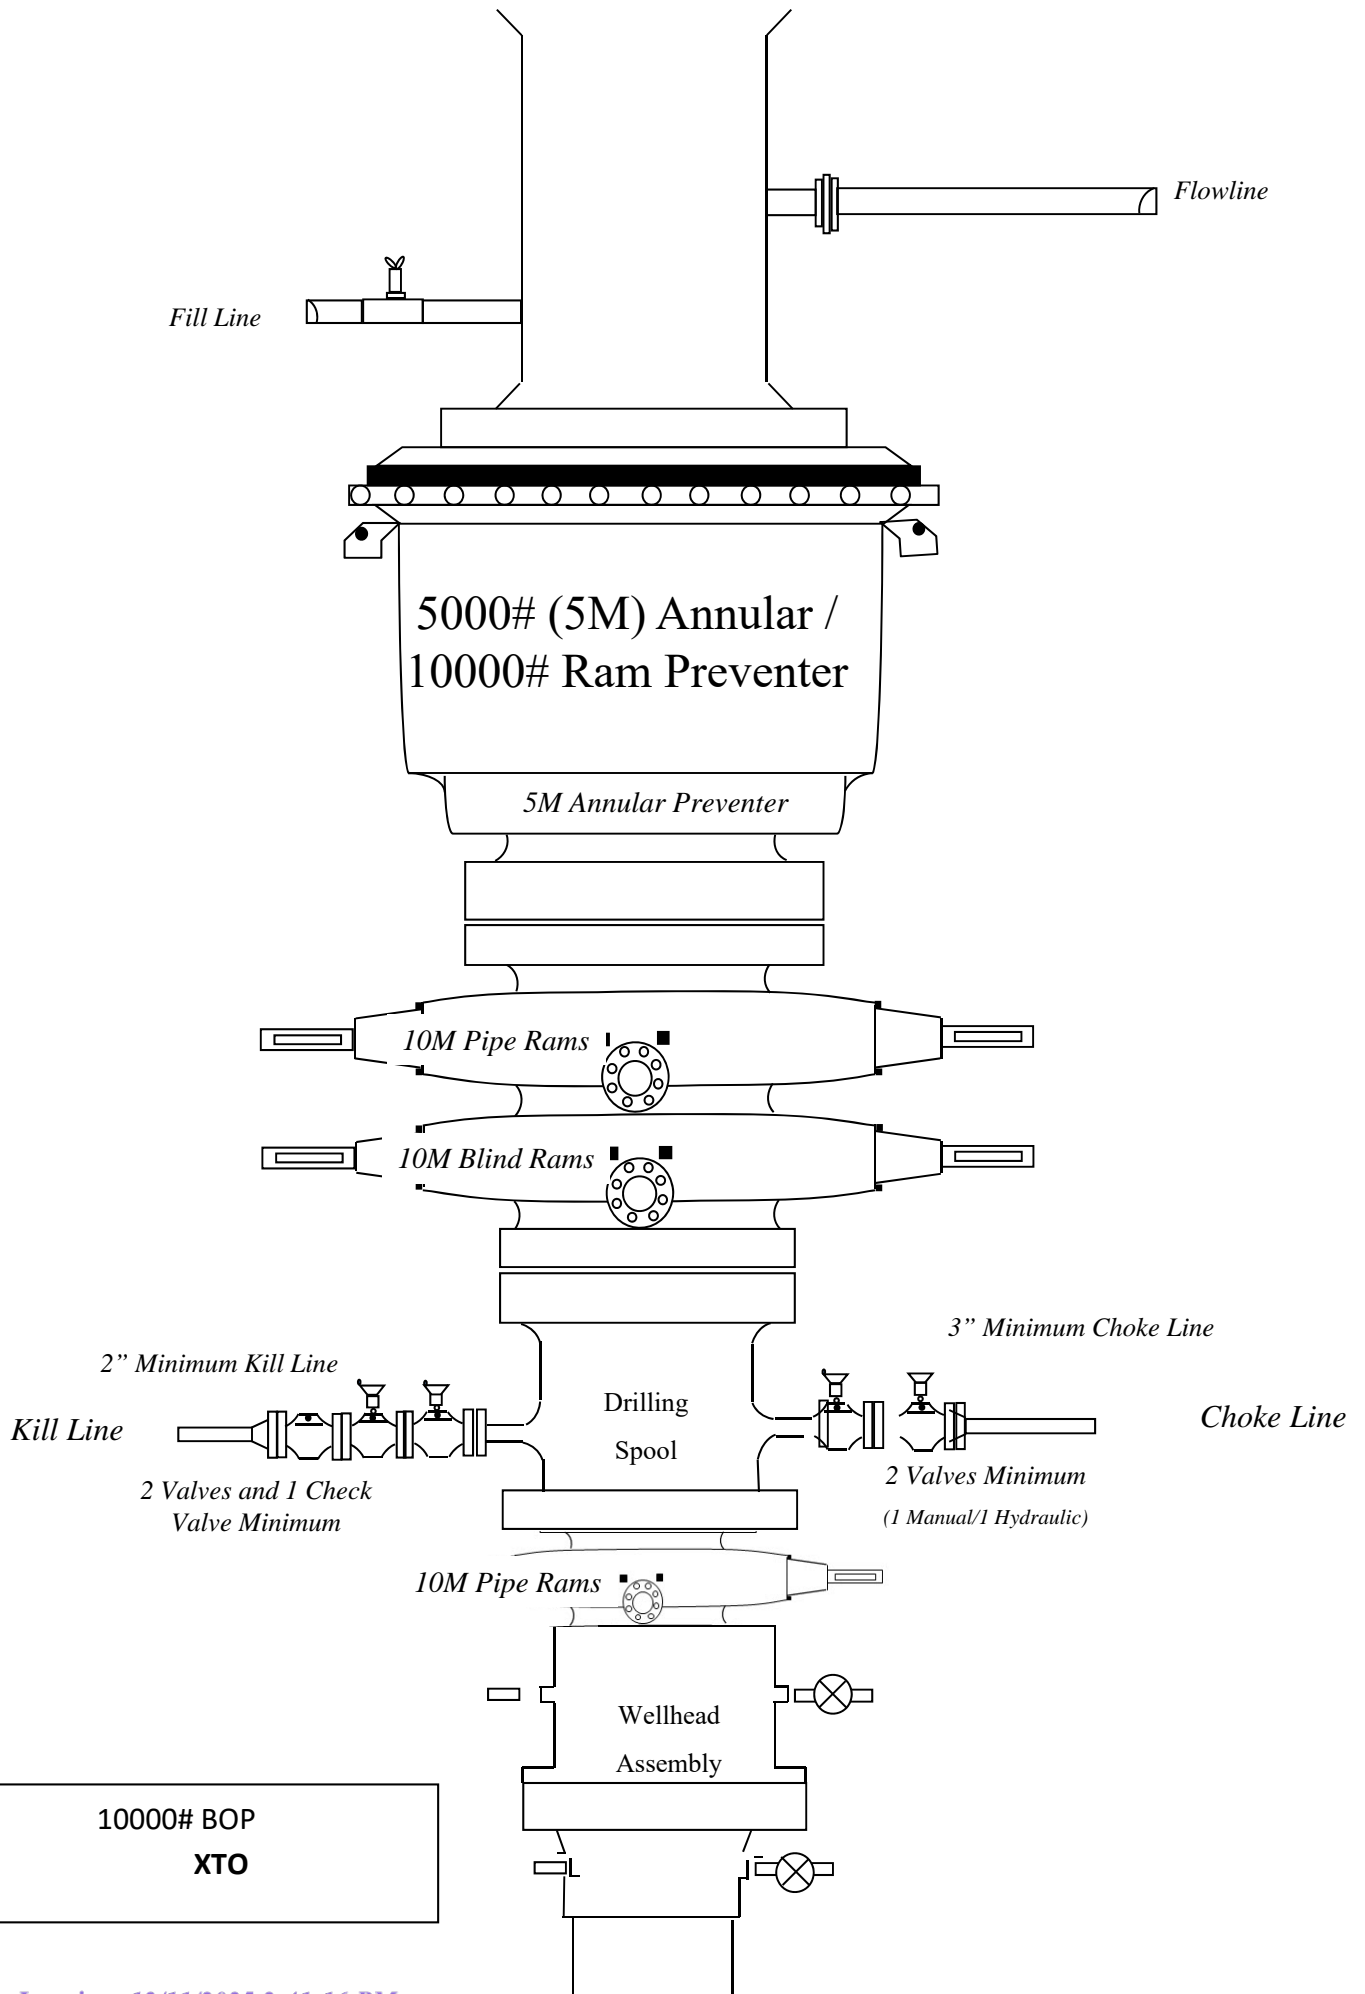 Flowline
Fill Line
5000# (5M) Annular /
10000# Ram Preventer
5M Annular Preventer
10M Pipe Rams
10M Blind Rams
3” Minimum Choke Line
2” Minimum Kill Line
Drilling
Spool
Kill Line
Choke Line
2 Valves and 1 Check
Valve Minimum
2 Valves Minimum
(1 Manual/1 Hydraulic)
10M Pipe Rams
Wellhead
Assembly
10000# BOP
XTO